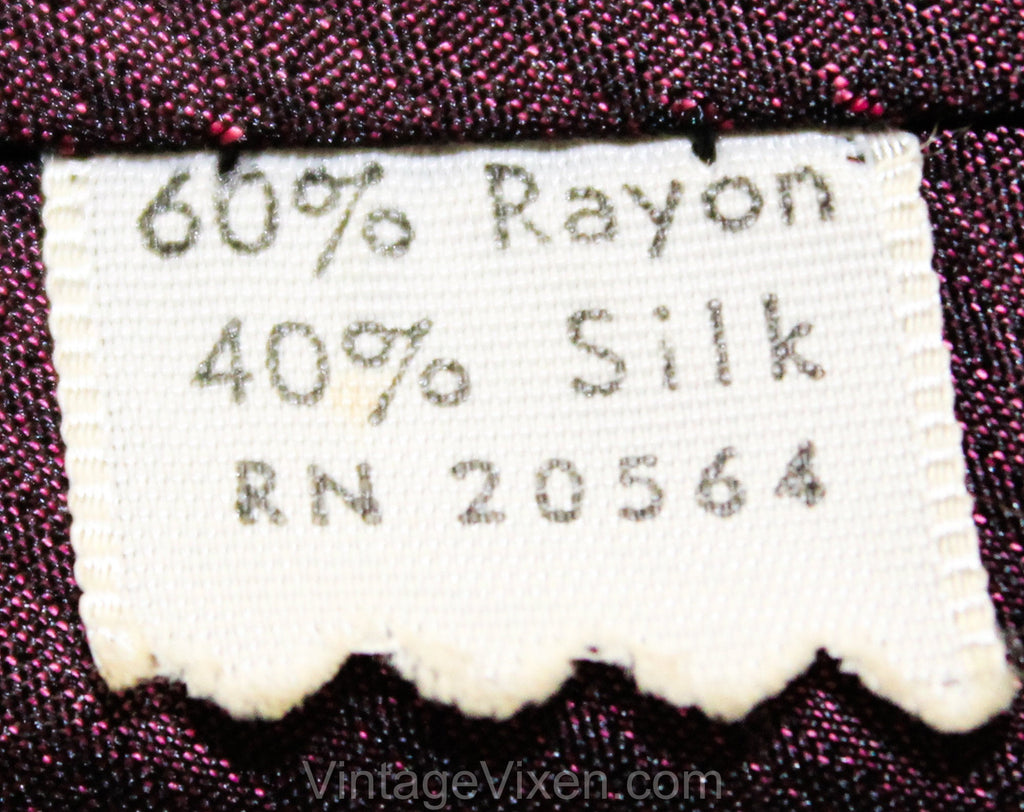 60% Rayon
40% Silk
RN 20564
VintageVixen.com